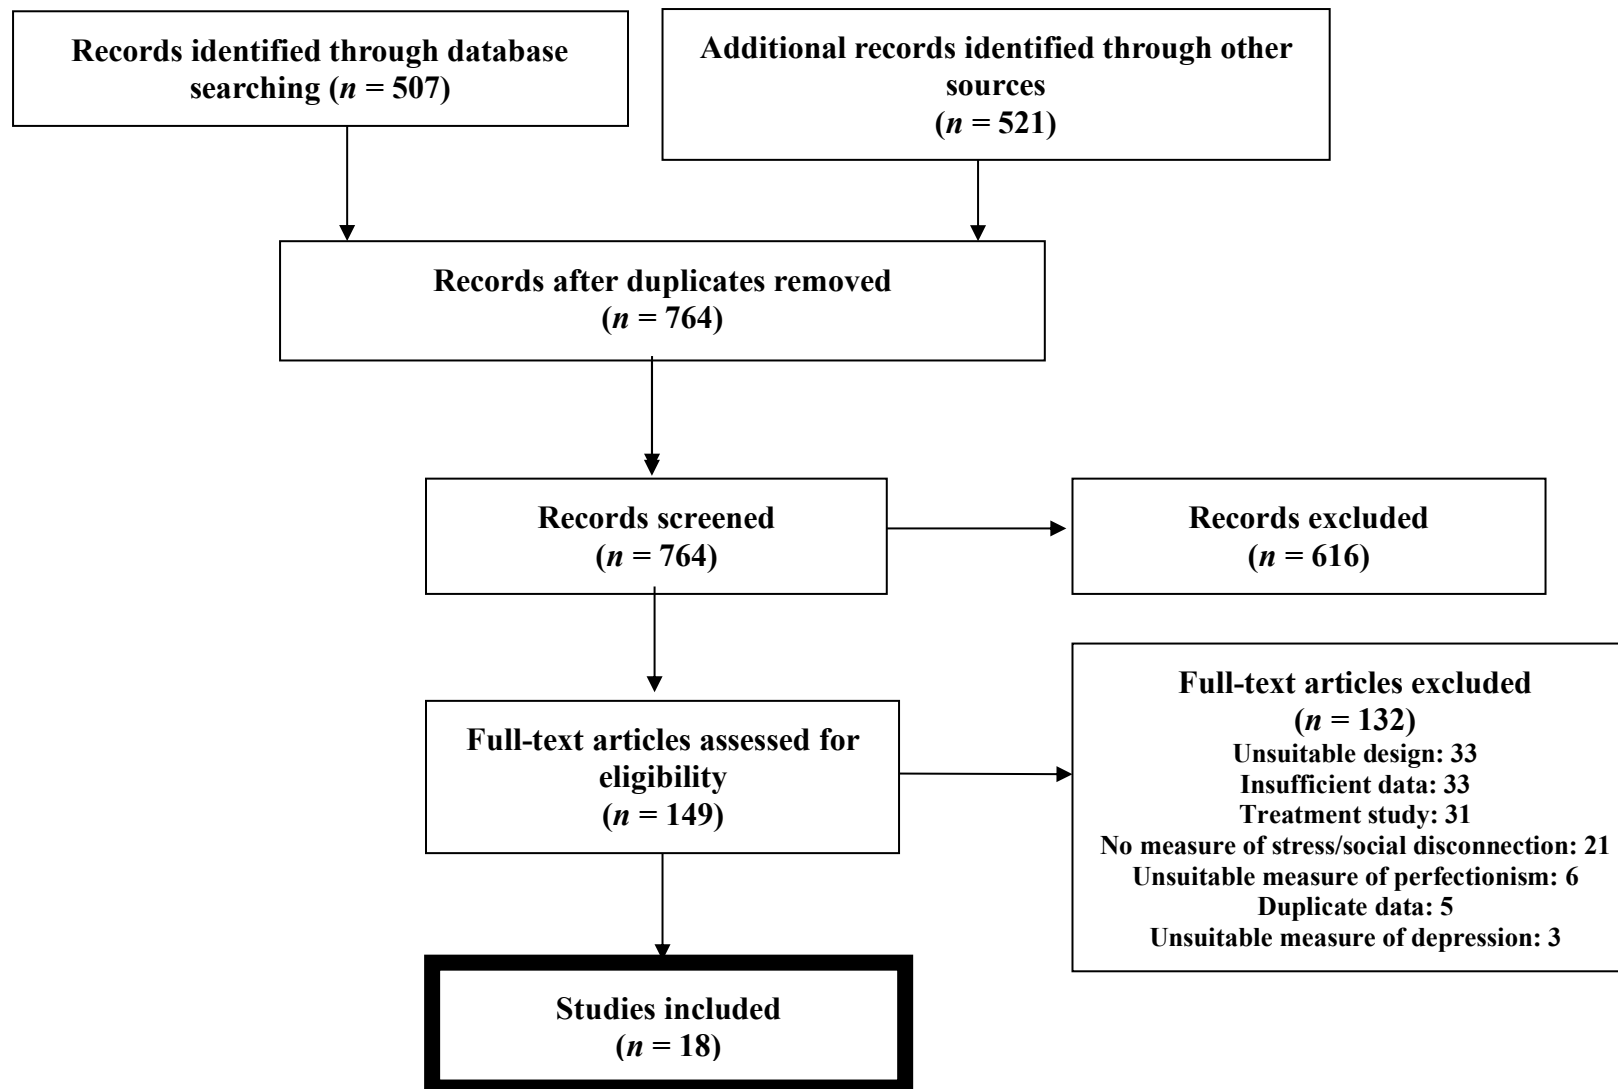 Records identified through database
searching (n = 507)
Additional records identified through other
sources
(n = 521)
Records after duplicates removed
(n = 764)
Records screened
(n = 764)
Records excluded
(n = 616)
Full-text articles assessed for
eligibility
(n = 149)
Full-text articles excluded
(n = 132)
Unsuitable design: 33
Insufficient data: 33
Treatment study: 31
No measure of stress/social disconnection: 21
Unsuitable measure of perfectionism: 6
Duplicate data: 5
Unsuitable measure of depression: 3
Studies included
(n = 18)